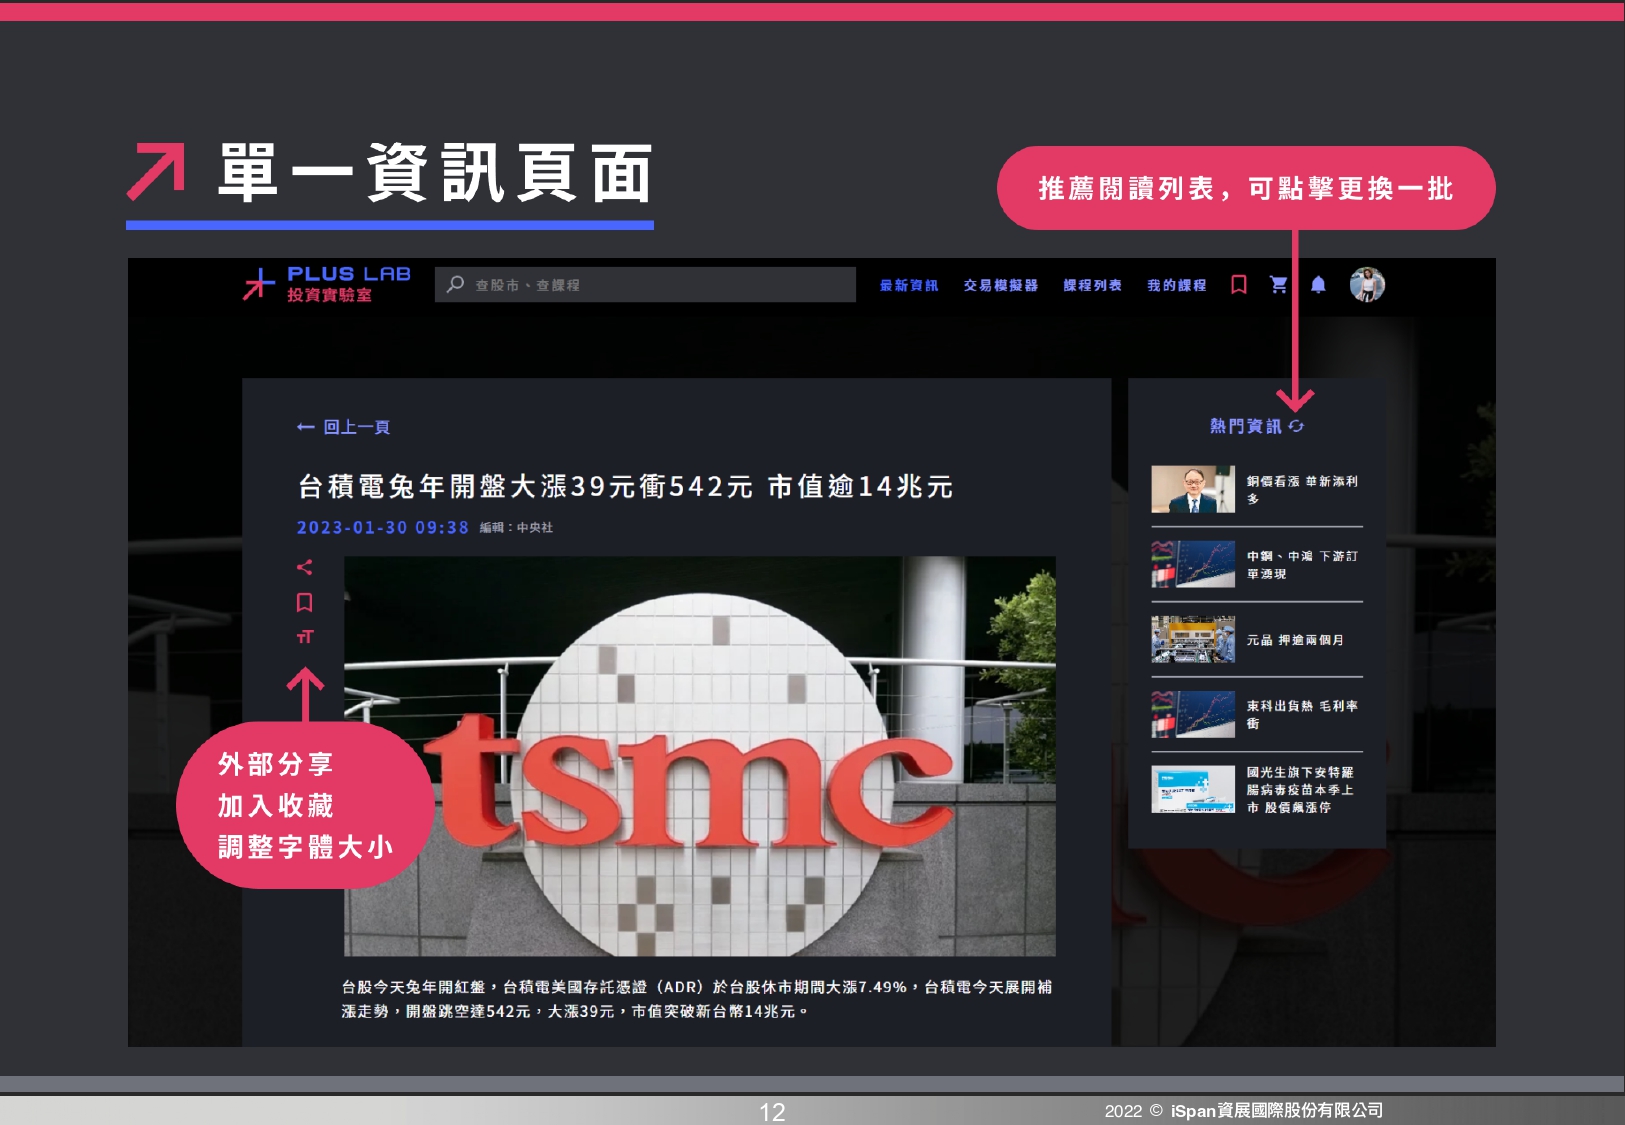 單一資訊頁面
推薦閱讀列表，可點擊更換一批
PLUS LAB
投資實驗室
查股市、查課程
最新資訊 交易模擬器 課程列表 我的課程
← 回上一頁
台積電兔年開盤大漲39元衝542元 市值逾14兆元
2023-01-30 09:38 編輯：中央社
tsmc
外部分享
加入收藏
調整字體大小
台股今天兔年開紅盤，台積電美國存託憑證（ADR）於台股休市期間大漲7.49%，台積電今天展開補
漲走勢，開盤跳空達542元，大漲39元，市值突破新台幣14兆元。
熱門資訊
銅價看漲 華新添利
多
中鋼、中鴻 下游訂
單湧現
元晶 押逾兩個月
東科出貨熱 毛利率
衝
國光生旗下安特羅
腸病毒疫苗本季上
市 股價飆漲停
12
2022 © iSpan資展國際股份有限公司